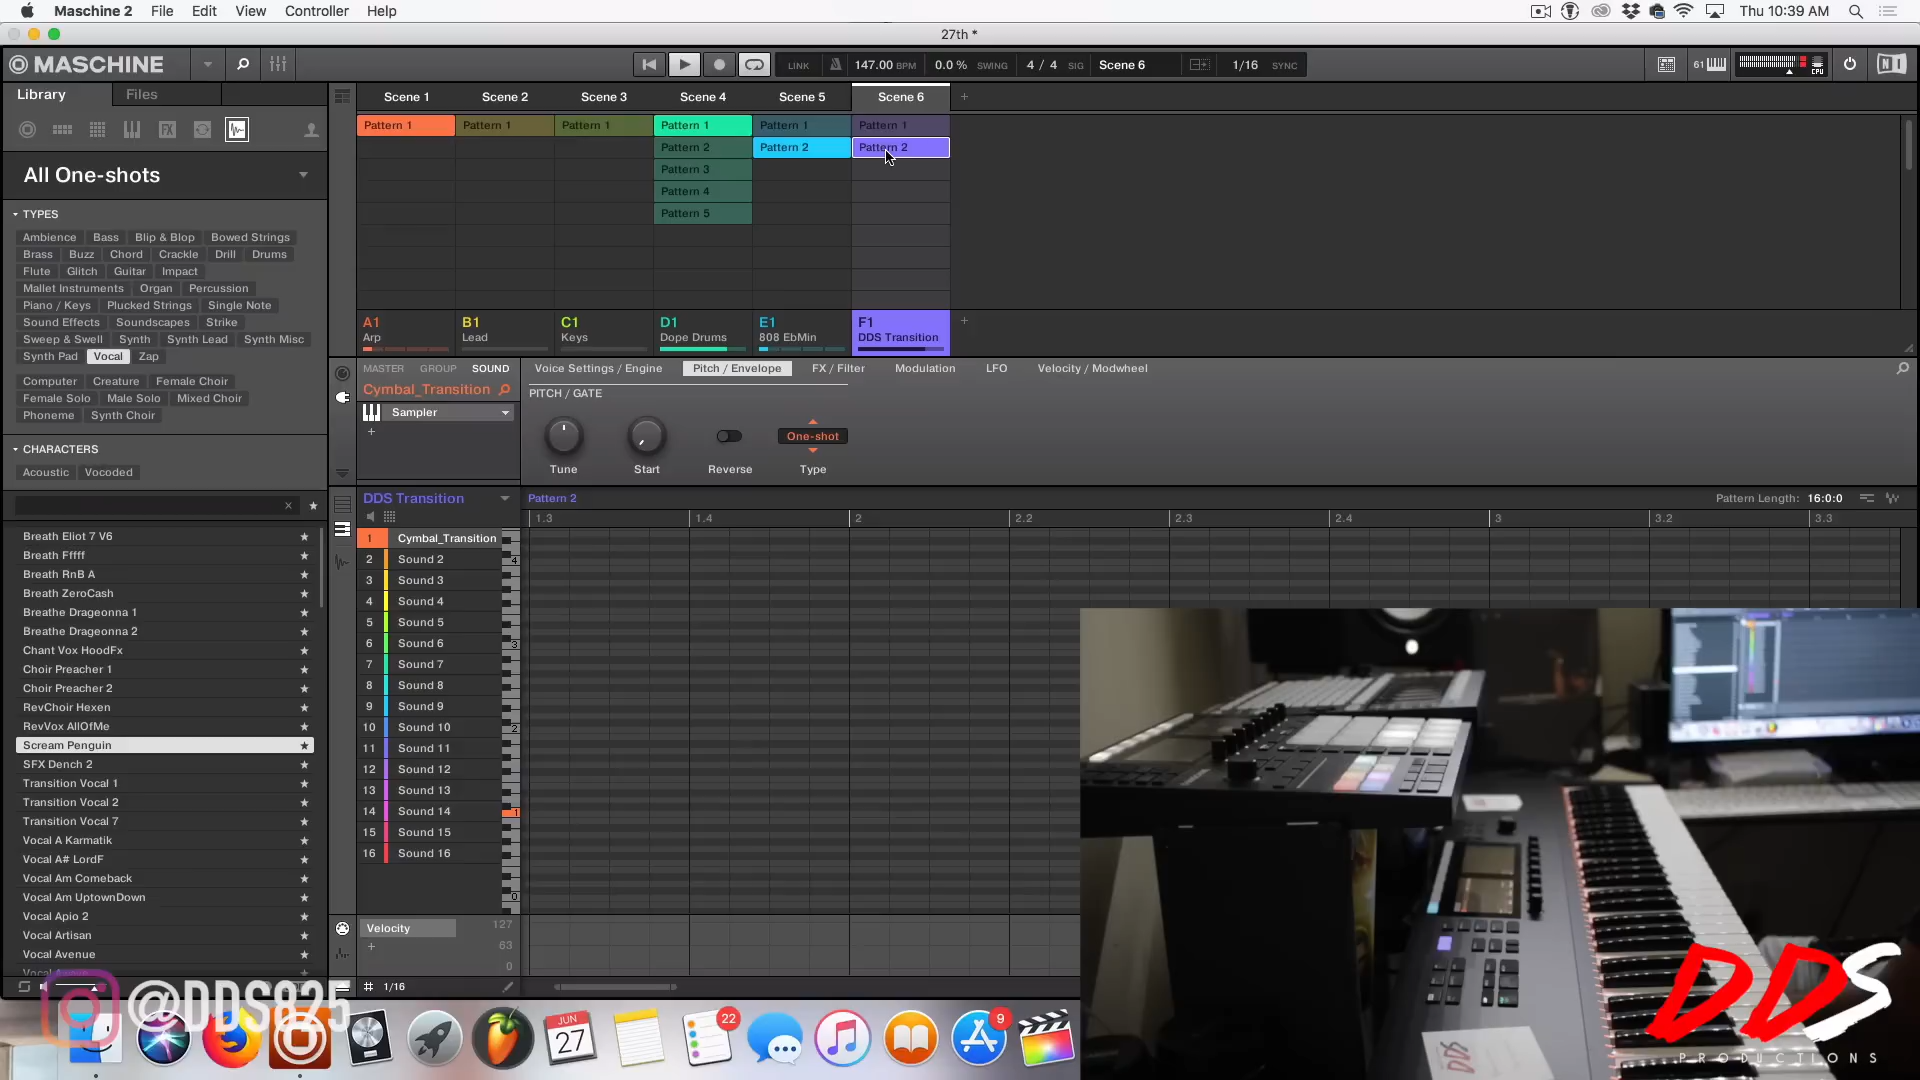 Maschine 2 File Edit View Controller Help
Thu 10:39 AM
27th *
MASCHINE
LINK 147.00 BPM 0.0 % SWING 4 / 4 SIG Scene 6 1/16 SYNC
61
CPU
Library Files
Scene 1 Scene 2 Scene 3 Scene 4 Scene 5 Scene 6 +
Pattern 1 Pattern 1 Pattern 1 Pattern 1 Pattern 1 Pattern 1
Pattern 2 Pattern 2 Pattern 2
Pattern 3
Pattern 4
Pattern 5
A1 B1 C1 D1 E1 F1 +
Arp Lead Keys Dope Drums 808 EbMin DDS Transition
All One-shots
TYPES
Ambience Bass Blip & Blop Bowed Strings
Brass Buzz Chord Crackle Drill Drums
Flute Glitch Guitar Impact
Mallet Instruments Organ Percussion
Piano / Keys Plucked Strings Single Note
Sound Effects Soundscapes Strike
Sweep & Swell Synth Synth Lead Synth Misc
Synth Pad Vocal Zap
Computer Creature Female Choir
Female Solo Male Solo Mixed Choir
Phoneme Synth Choir
CHARACTERS
Acoustic Vocoded
Breath Eliot 7 V6
Breath Fffff
Breath RnB A
Breath ZeroCash
Breathe Drageonna 1
Breathe Drageonna 2
Chant Vox HoodFx
Choir Preacher 1
Choir Preacher 2
RevChoir Hexen
RevVox AllOfMe
Scream Penguin
SFX Dench 2
Transition Vocal 1
Transition Vocal 2
Transition Vocal 7
Vocal A Karmatik
Vocal A# LordF
Vocal Am Comeback
Vocal Am UptownDown
Vocal Apio 2
Vocal Artisan
Vocal Avenue
MASTER GROUP SOUND
Cymbal_Transition
Sampler
+
Voice Settings / Engine Pitch / Envelope FX / Filter Modulation LFO Velocity / Modwheel
PITCH / GATE
One-shot
Tune Start Reverse Type
DDS Transition
Pattern 2
Pattern Length: 16:0:0
1.3 1.4 2 2.2 2.3 2.4 3 3.2 3.3
1 Cymbal_Transition
2 Sound 2
3 Sound 3
4 Sound 4
5 Sound 5
6 Sound 6
7 Sound 7
8 Sound 8
9 Sound 9
10 Sound 10
11 Sound 11
12 Sound 12
13 Sound 13
14 Sound 14
15 Sound 15
16 Sound 16
4
3
2
1
0
Velocity 127
+ 63
0
1/16
@DDS825
JUN
27
22
9
DDS
PRODUCTIONS